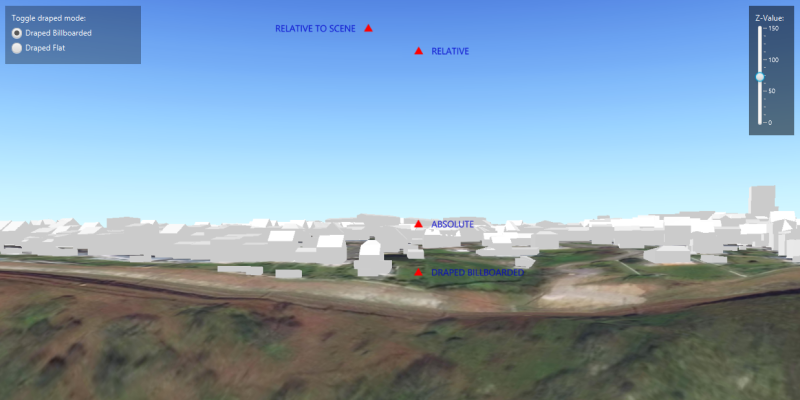 Toggle draped mode:
Draped Billboarded
Draped Flat
RELATIVE TO SCENE
RELATIVE
Z-Value:
150
100
50
0
ABSOLUTE
DRAPED BILLBOARDED